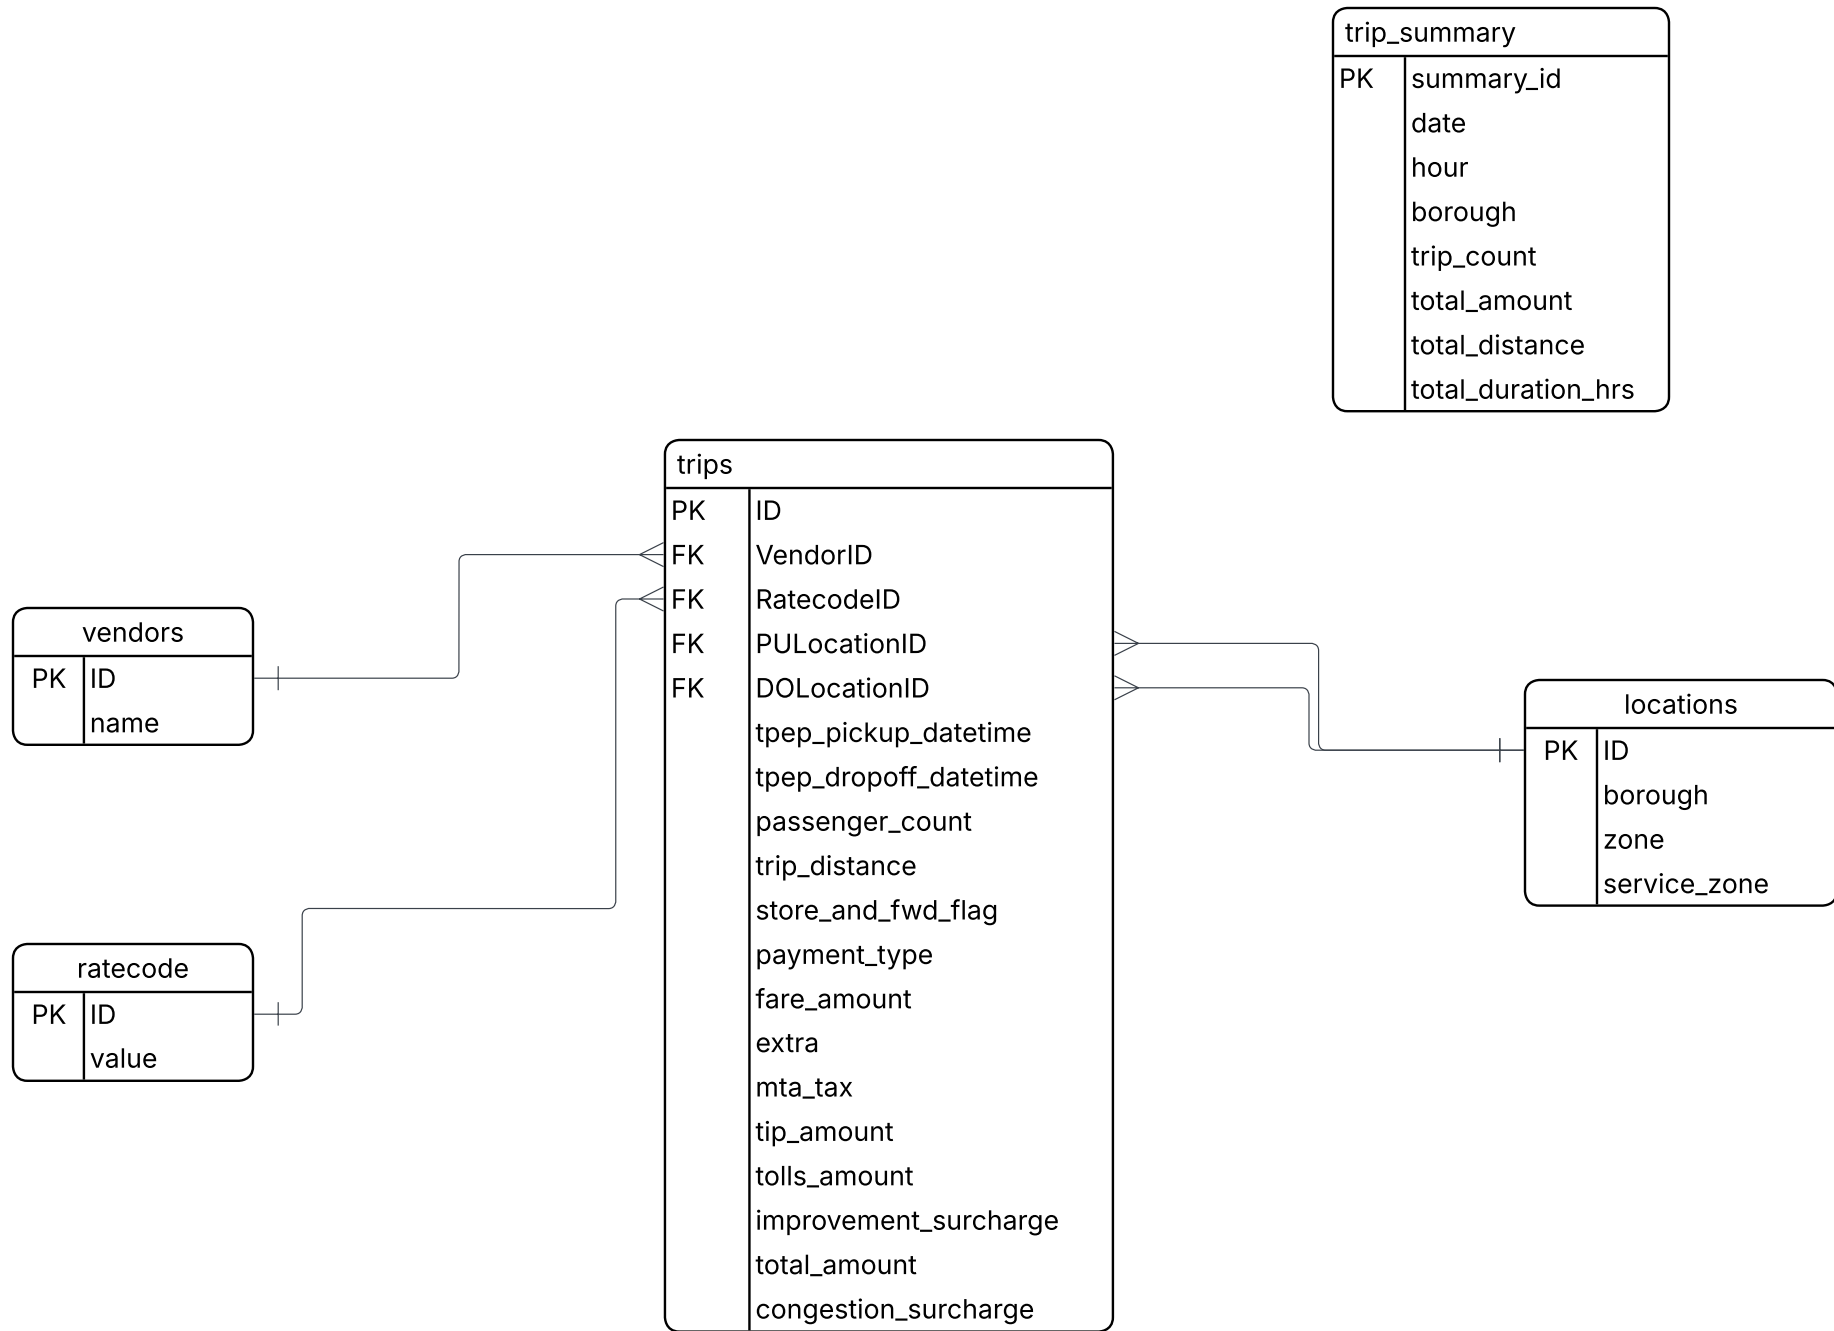 trip_summary
PK summary_id
date
hour
borough
trip_count
total_amount
total_distance
total_duration_hrs
trips
PK ID
FK VendorID
FK RatecodeID
FK PULocationID
FK DOLocationID
tpep_pickup_datetime
tpep_dropoff_datetime
passenger_count
trip_distance
store_and_fwd_flag
payment_type
fare_amount
extra
mta_tax
tip_amount
tolls_amount
improvement_surcharge
total_amount
congestion_surcharge
vendors
PK ID
name
ratecode
PK ID
value
locations
PK ID
borough
zone
service_zone